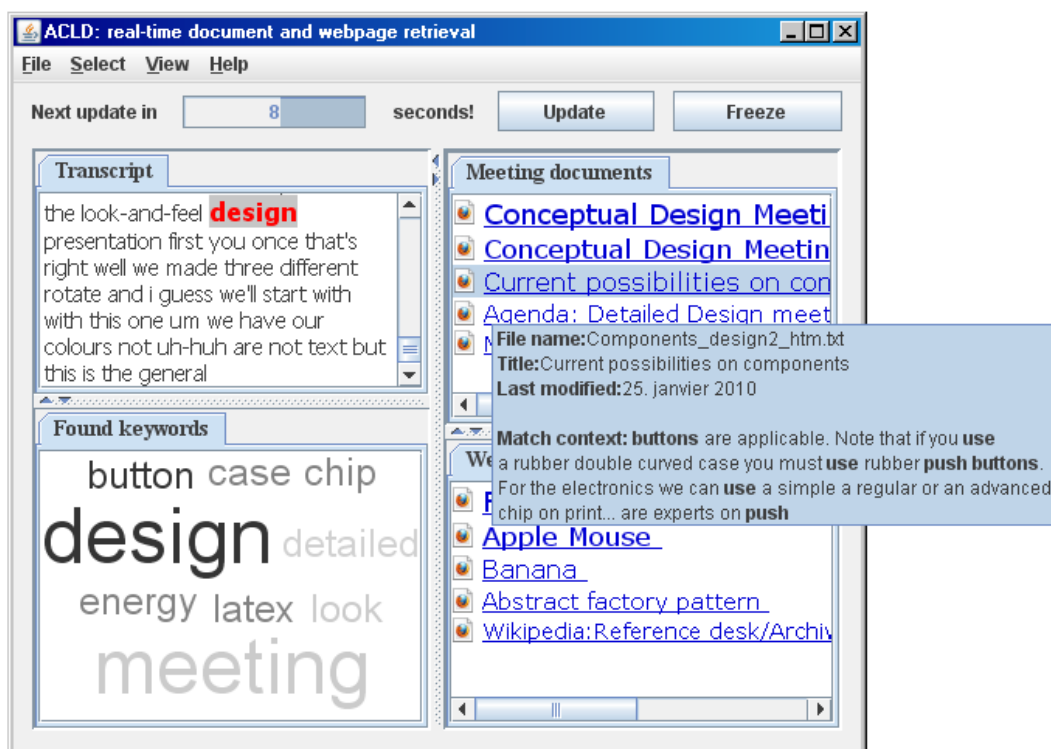 ACLD: real-time document and webpage retrieval
File Select View Help
Next update in 8 seconds! Update Freeze
Transcript
the look-and-feel design
presentation first you once that's
right well we made three different
rotate and i guess we'll start with
with this one um we have our
colours not uh-huh are not text but
this is the general
Found keywords
button case chip
design detailed
energy latex look
meeting
Meeting documents
Conceptual Design Meeti
Conceptual Design Meetin
Current possibilities on con
Agenda: Detailed Design meet
File name:Components_design2_htm.txt
Title:Current possibilities on components
Last modified:25. janvier 2010
Match context: buttons are applicable. Note that if you use
a rubber double curved case you must use rubber push buttons.
For the electronics we can use a simple a regular or an advanced
chip on print... are experts on push
Apple Mouse
Banana
Abstract factory pattern
Wikipedia:Reference desk/Archiv